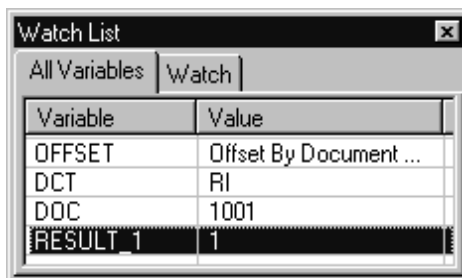 Watch List
All Variables Watch
Variable Value
OFFSET Offset By Document ...
DCT RI
DOC 1001
RESULT_1 1